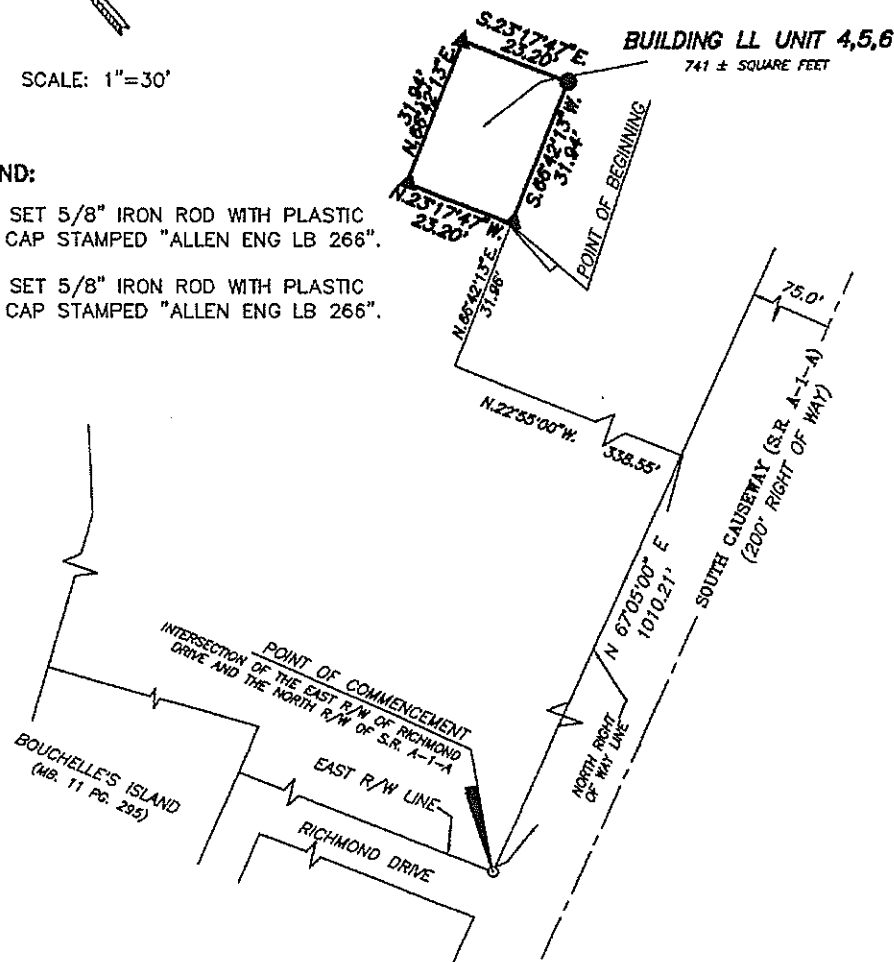 S.23°17'47"E.
23.20'
BUILDING LL UNIT 4,5,6
741 ± SQUARE FEET
SCALE: 1"=30'
31.94'
N.66°42'13"E.
S.66°42'13"W.
31.94'
POINT OF BEGINNING
ND:
SET 5/8" IRON ROD WITH PLASTIC
CAP STAMPED "ALLEN ENG LB 266".
N.23°17'47"W.
23.20'
SET 5/8" IRON ROD WITH PLASTIC
CAP STAMPED "ALLEN ENG LB 266".
N.66°42'13"E.
31.96'
75.0'
N.22°55'00"W.
338.55'
SOUTH CAUSEWAY (S.R. A-1-A)
(200' RIGHT OF WAY)
N 67°05'00" E
1010.21'
POINT OF COMMENCEMENT
INTERSECTION OF THE EAST R/W OF RICHMOND
DRIVE AND THE NORTH R/W OF S.R. A-1-A
NORTH RIGHT
OF WAY LINE
BOUCHELLE'S ISLAND
(MB. 11 PG. 295)
EAST R/W LINE
RICHMOND DRIVE